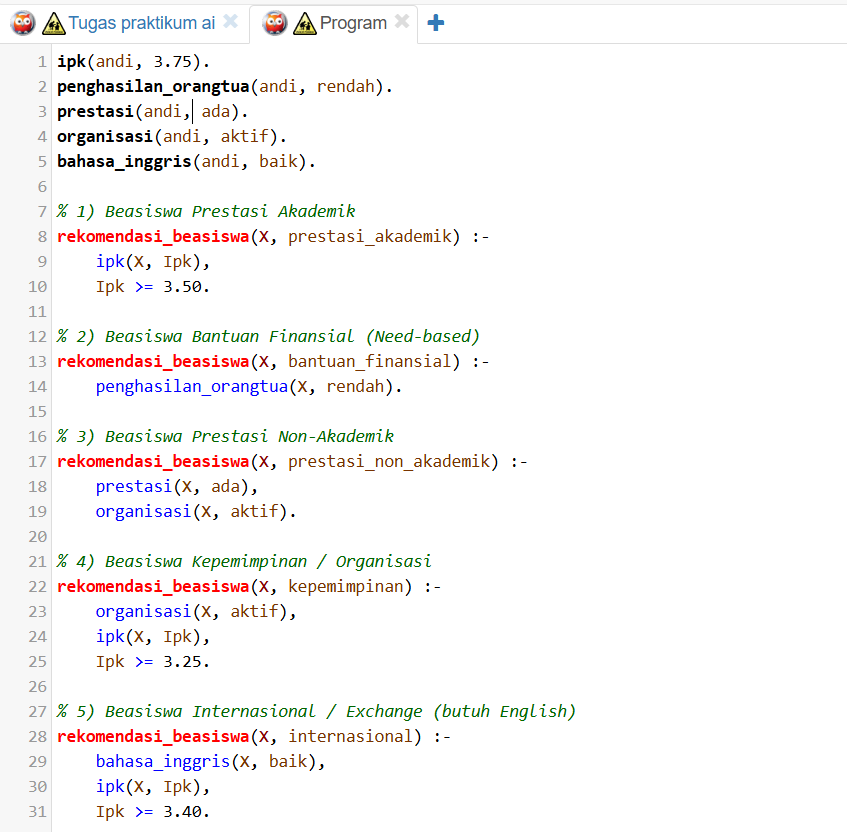 Tugas praktikum ai Program
1 ipk(andi, 3.75).
2 penghasilan_orangtua(andi, rendah).
3 prestasi(andi, ada).
4 organisasi(andi, aktif).
5 bahasa_inggris(andi, baik).
6
7 % 1) Beasiswa Prestasi Akademik
8 rekomendasi_beasiswa(X, prestasi_akademik) :-
9     ipk(X, Ipk),
10     Ipk >= 3.50.
11
12 % 2) Beasiswa Bantuan Finansial (Need-based)
13 rekomendasi_beasiswa(X, bantuan_finansial) :-
14     penghasilan_orangtua(X, rendah).
15
16 % 3) Beasiswa Prestasi Non-Akademik
17 rekomendasi_beasiswa(X, prestasi_non_akademik) :-
18     prestasi(X, ada),
19     organisasi(X, aktif).
20
21 % 4) Beasiswa Kepemimpinan / Organisasi
22 rekomendasi_beasiswa(X, kepemimpinan) :-
23     organisasi(X, aktif),
24     ipk(X, Ipk),
25     Ipk >= 3.25.
26
27 % 5) Beasiswa Internasional / Exchange (butuh English)
28 rekomendasi_beasiswa(X, internasional) :-
29     bahasa_inggris(X, baik),
30     ipk(X, Ipk),
31     Ipk >= 3.40.